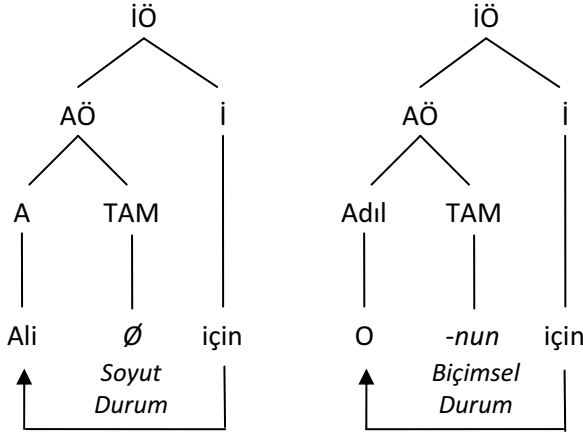 İÖ İÖ
AÖ İ AÖ İ
A TAM Adıl TAM
Ali Ø için O -nun için
Soyut Biçimsel
Durum Durum